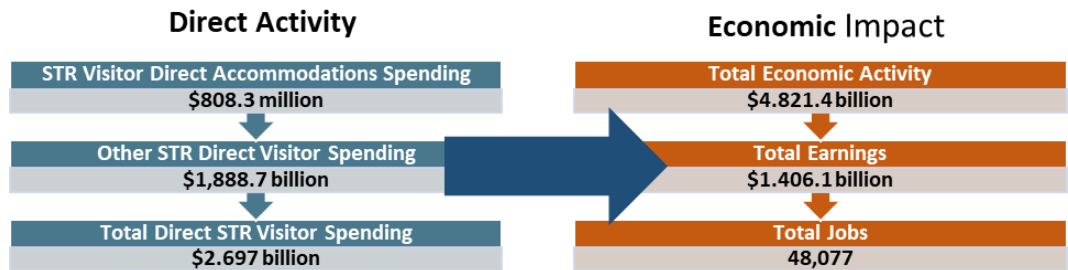 Direct Activity
STR Visitor Direct Accommodations Spending
$808.3 million
Other STR Direct Visitor Spending
$1,888.7 billion
Total Direct STR Visitor Spending
$2.697 billion
Economic Impact
Total Economic Activity
$4.821.4 billion
Total Earnings
$1.406.1 billion
Total Jobs
48,077